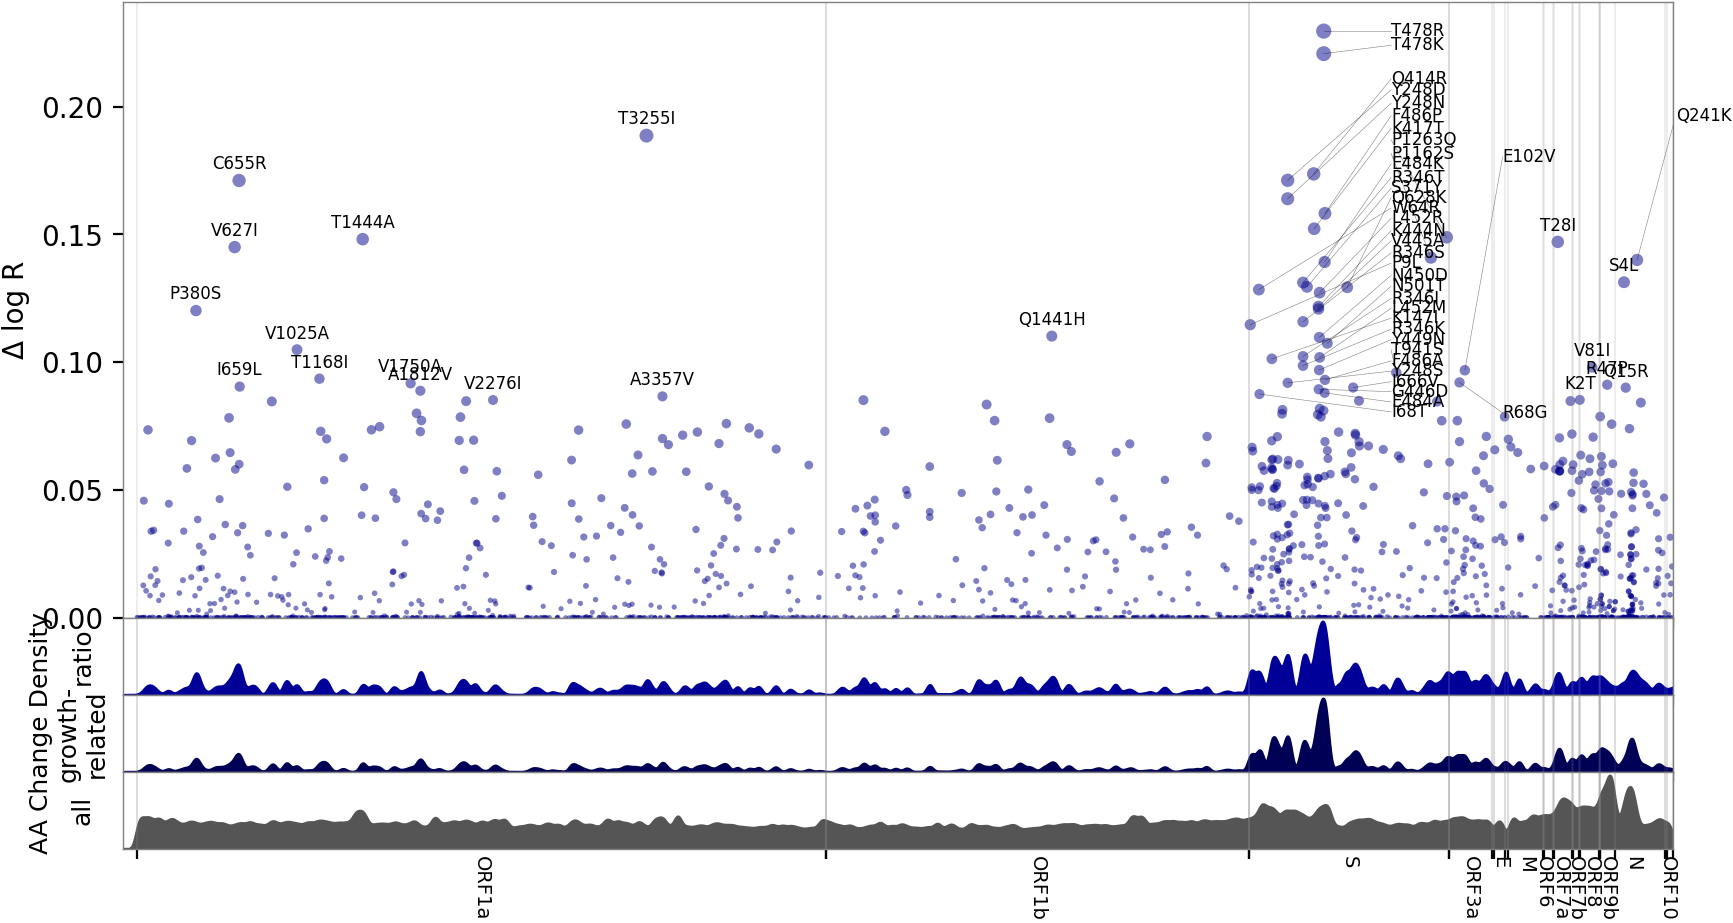 T478R
T478K
Q414R
Y248D
Y248N
F486P
K417T
P1263Q
P1162S
E484K
R346T
S371Y
Q628K
W64R
L452R
K444N
V445A
R346S
P9L
N450D
N501T
R346I
L452M
K147I
R346K
Y449N
T941S
F486A
Y248S
I666V
G446D
E484A
I68T
Q241K
E102V
T28I
S4L
R68G
V81I
R47P
Q15R
K2T
T3255I
C655R
V627I
T1444A
P380S
V1025A
T1168I
I659L
V1750A
A1812V
V2276I
A3357V
Q1441H
0.20
0.15
0.10
0.05
0.00
Δ log R
AA Change Density
ratio
growth-
related
all
ORF1a
ORF1b
S
ORF3a
E
M
ORF6
ORF7a
ORF7b
ORF8
ORF9b
N
ORF10